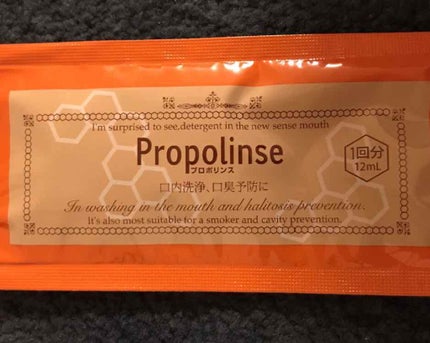 I'm surprised to see,detergent in the new sense mouth
Propolinse
プロポリンス
1回分
12mL
口内洗浄、口臭予防に
In washing in the mouth and halitosis prevention.
It's also most suitable for a smoker and cavity prevention.